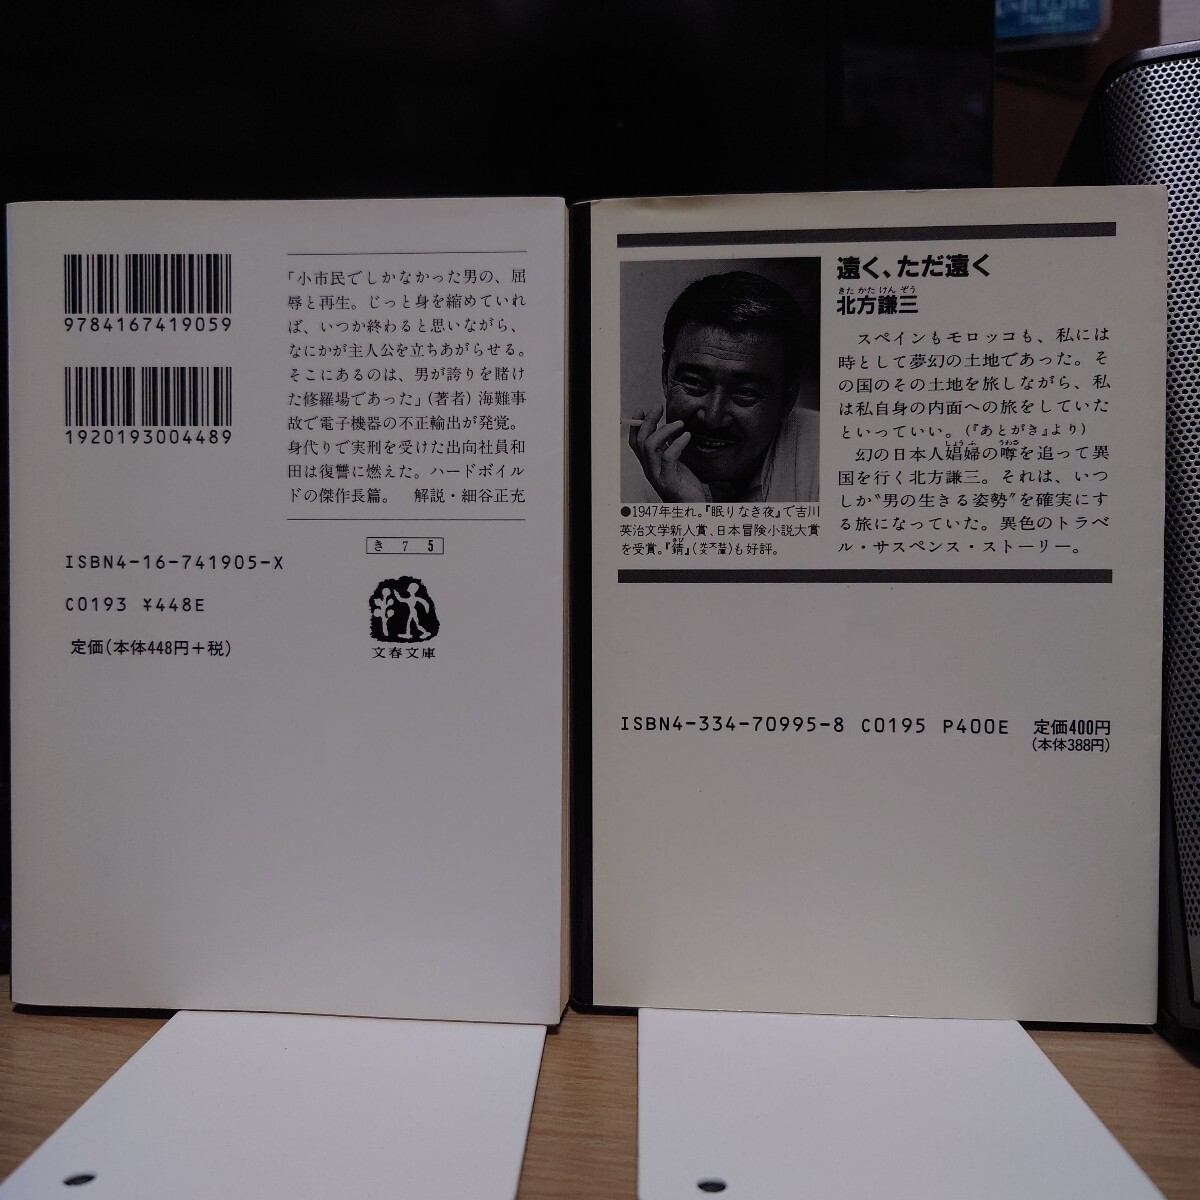 9784167419059
1920193004489
「小市民でしかなかった男の、屈
辱と再生。じっと身を縮めていれ
ば、いつか終わると思いながら、
なにかが主人公を立ちあがらせる。
そこにあるのは、男が誇りを賭け
た修羅場であった」(著者) 海難事
故で電子機器の不正輸出が発覚。
身代りで実刑を受けた出向社員和
田は復讐に燃えた。ハードボイル
ドの傑作長篇。 解説・細谷正充
き 7 5
ISBN4-16-741905-X
C0193 ¥448E
定価(本体448円+税)
文春文庫
遠く、ただ遠く
きた かた けん ぞう
北方謙三
スペインもモロッコも、私には
時として夢幻の土地であった。そ
の国のその土地を旅しながら、私
は私自身の内面への旅をしていた
といっていい。(『あとがき』より)
しょう ふ うわさ
幻の日本人娼婦の噂を追って異
国を行く北方謙三。それは、いつ
しか"男の生きる姿勢"を確実にす
る旅になっていた。異色のトラベ
ル・サスペンス・ストーリー。
●1947年生れ。『眠りなき夜』で吉川
英治文学新人賞、日本冒険小説大賞
さび
を受賞。『錆』(光文社文庫)も好評。
ISBN4-334-70995-8 C0195 P400E 定価400円
(本体388円)